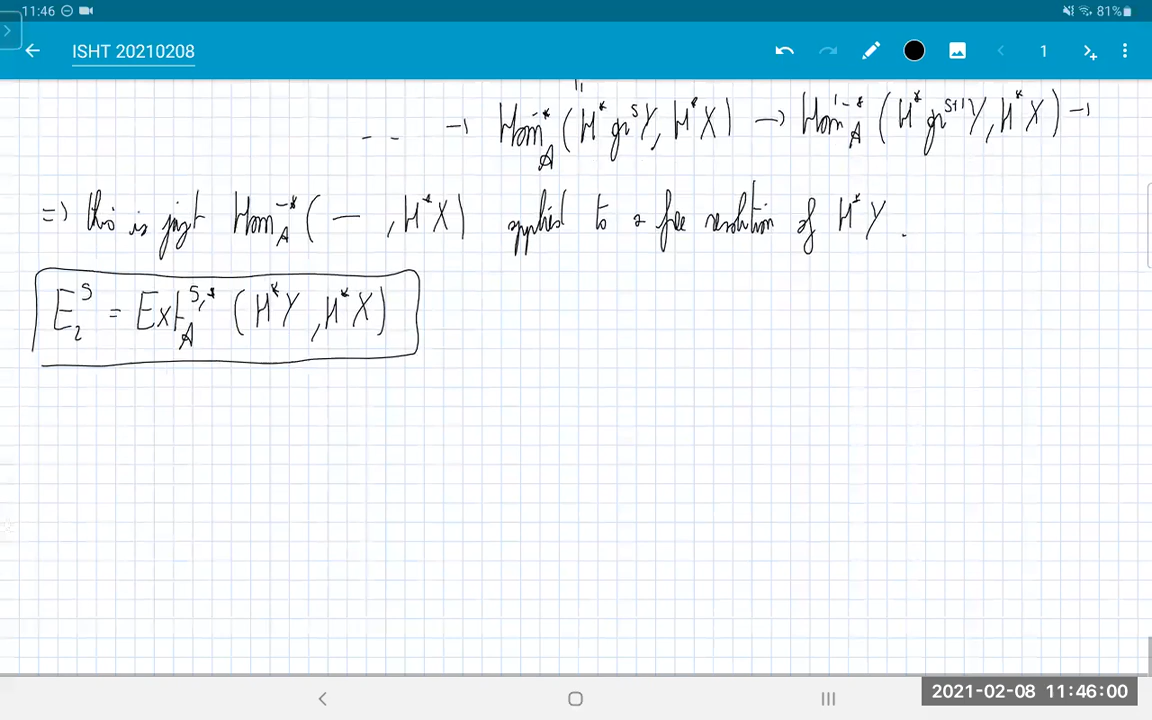 11:46 81%
ISHT 20210208
1
-- → Hom_A^{-*} (H^* gr^s Y, H^* X) → Hom_A^{1-*} (H^* gr^{s+1} Y, H^* X) →
=> this is just Hom_A^{-*} ( — , H^* X) applied to a free resolution of H^* Y.
E_2^s = Ext_A^{s,*} (H^* Y, H^* X)
2021-02-08 11:46:00